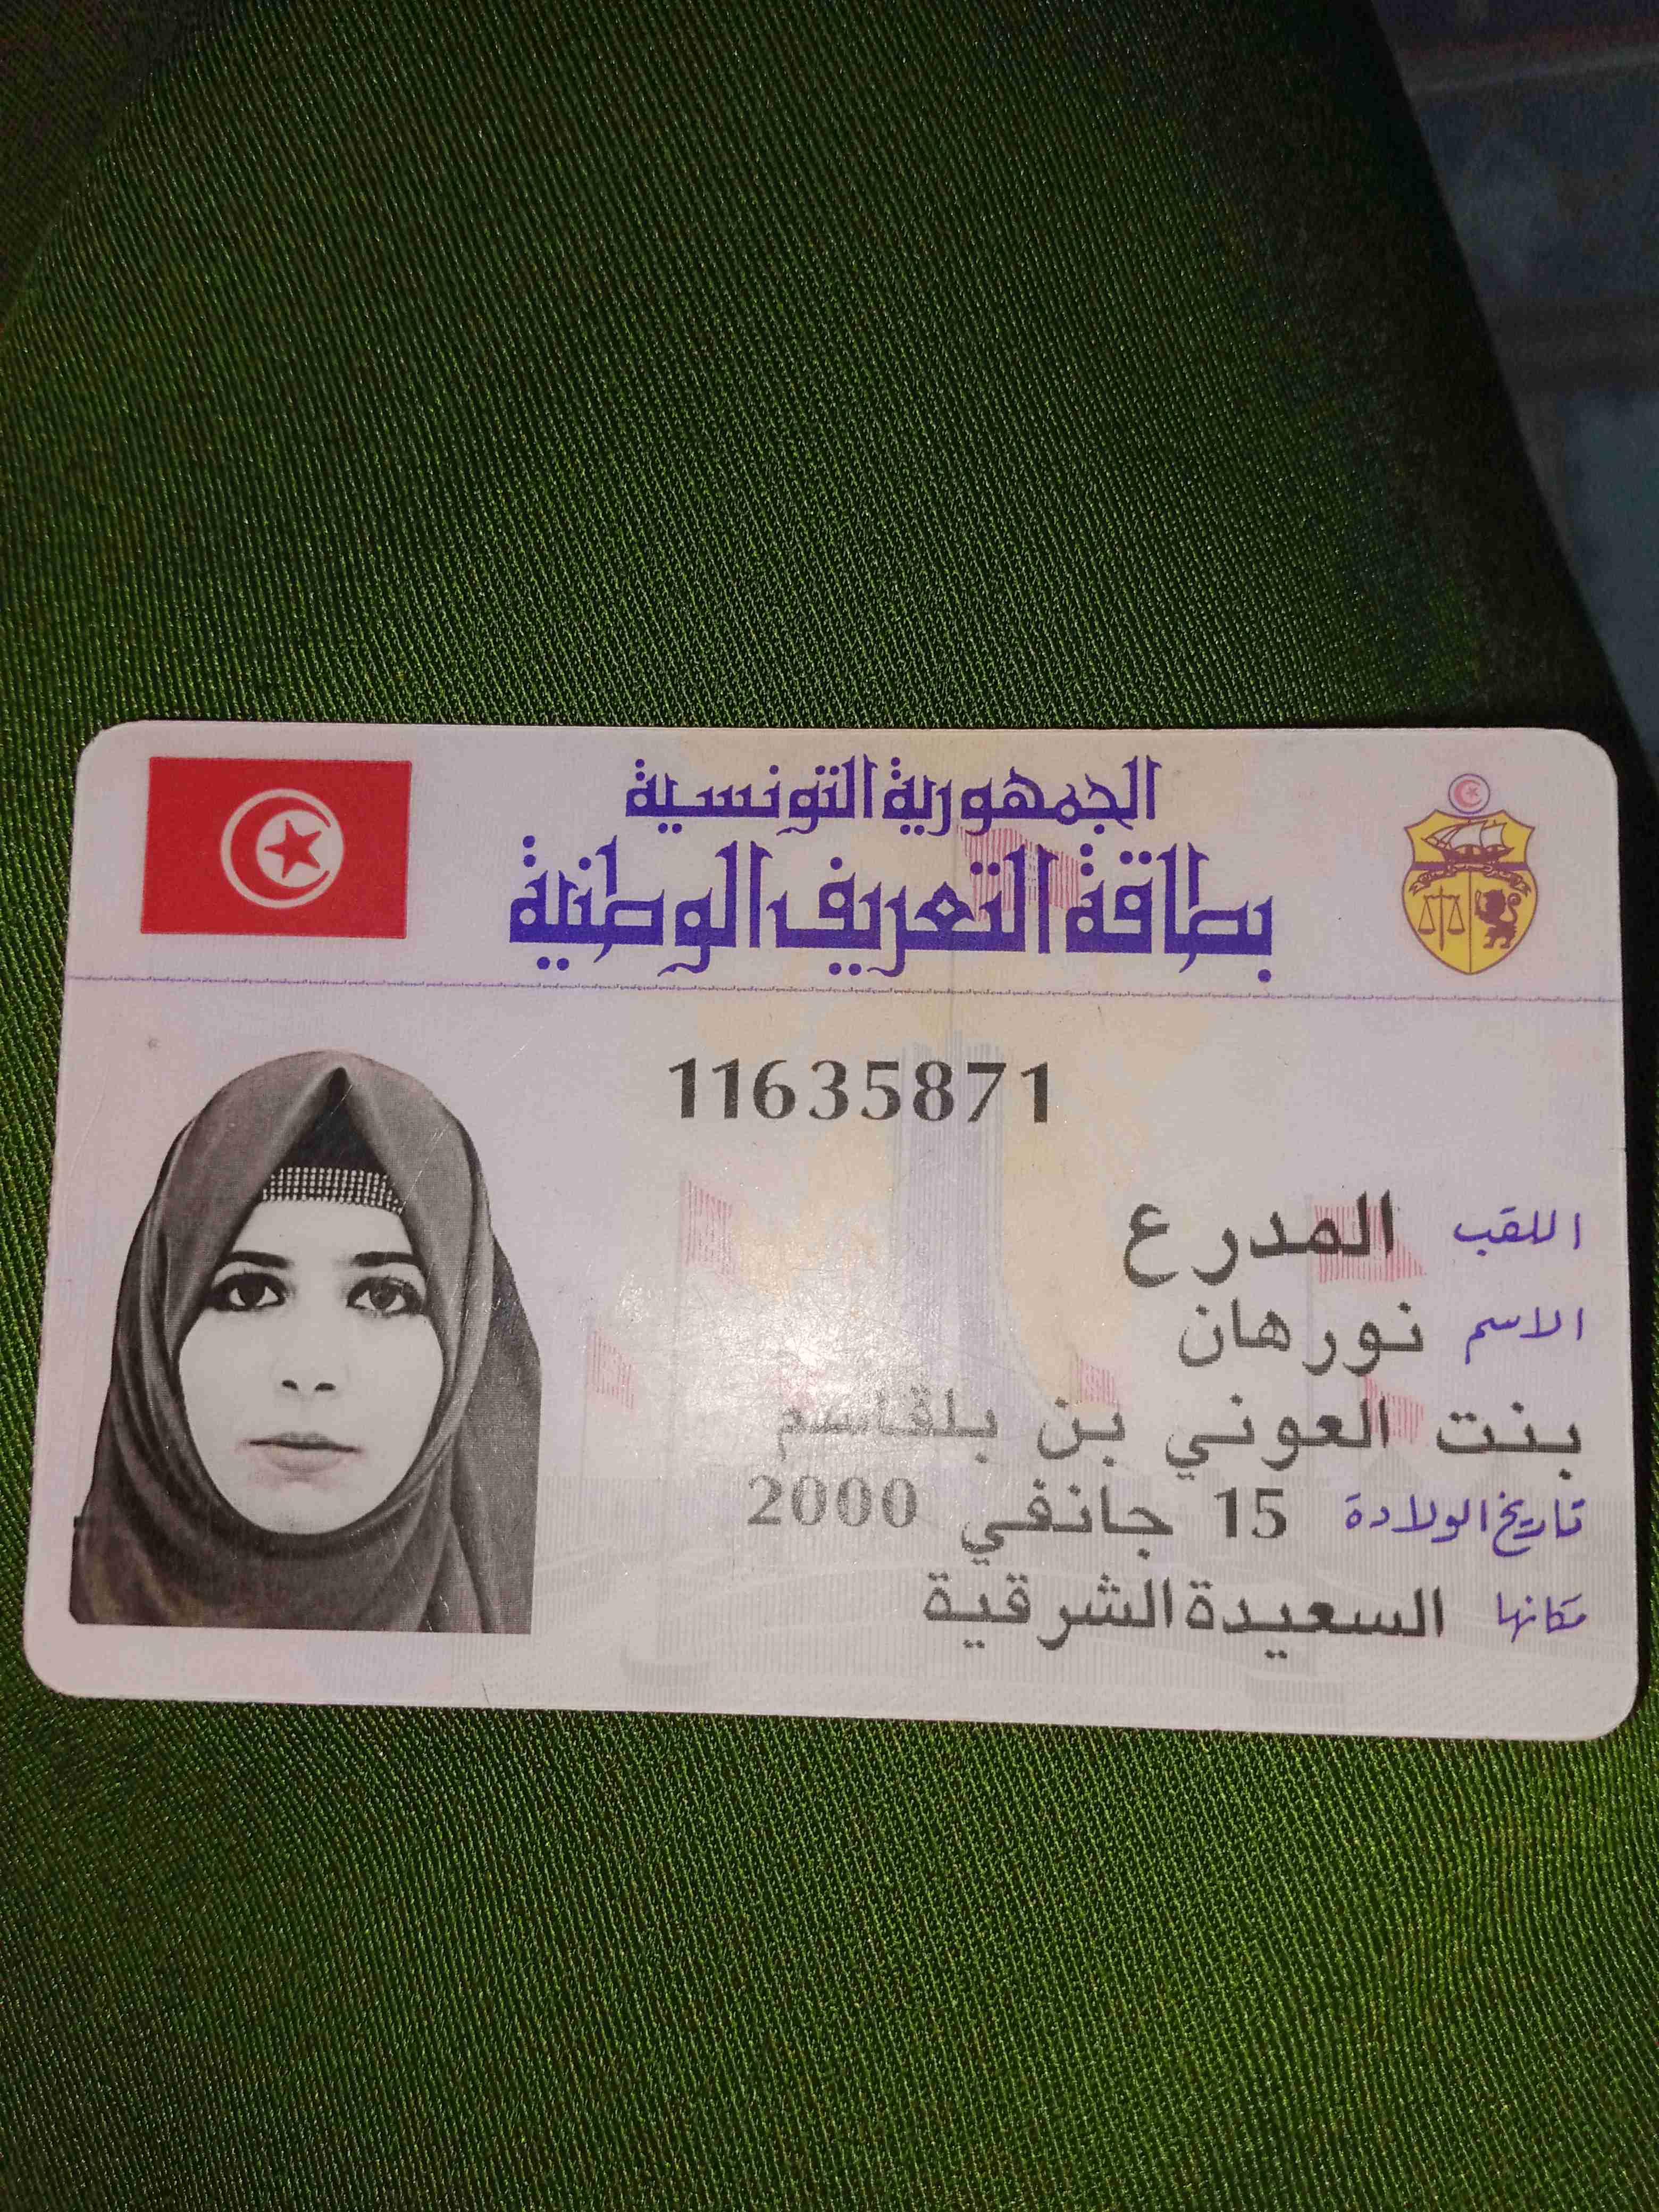 الجمهورية التونسية
بطاقة التعريف الوطنية
11635871
اللقب المدرع
الاسم نورهان
بنت العوني بن بلقاسم
تاريخ الولادة 15 جانفي 2000
مكانها السعيدة الشرقية